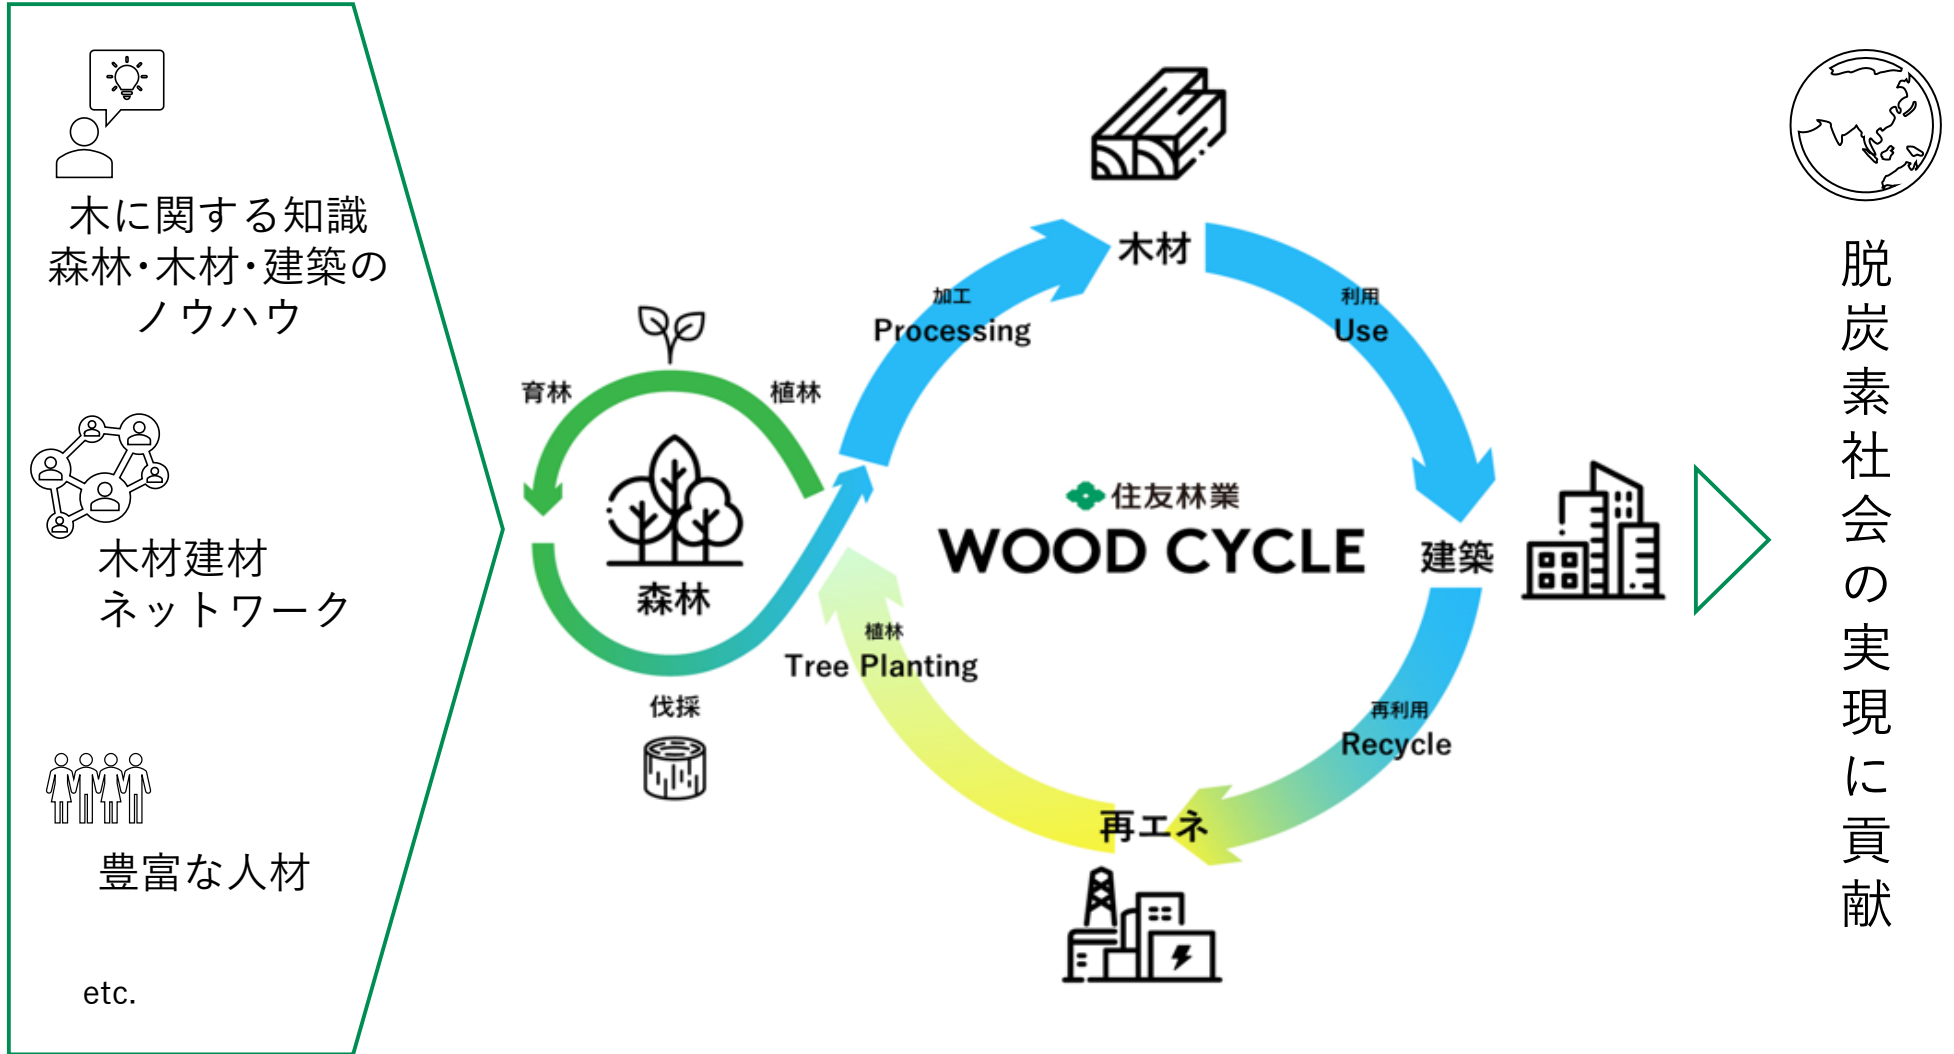 木に関する知識
森林・木材・建築の
ノウハウ
木材建材
ネットワーク
豊富な人材
etc.
育林
植林
森林
伐採
木材
加工
Processing
利用
Use
住友林業
WOOD CYCLE
建築
植林
Tree Planting
再利用
Recycle
再エネ
脱炭素社会の実現に貢献